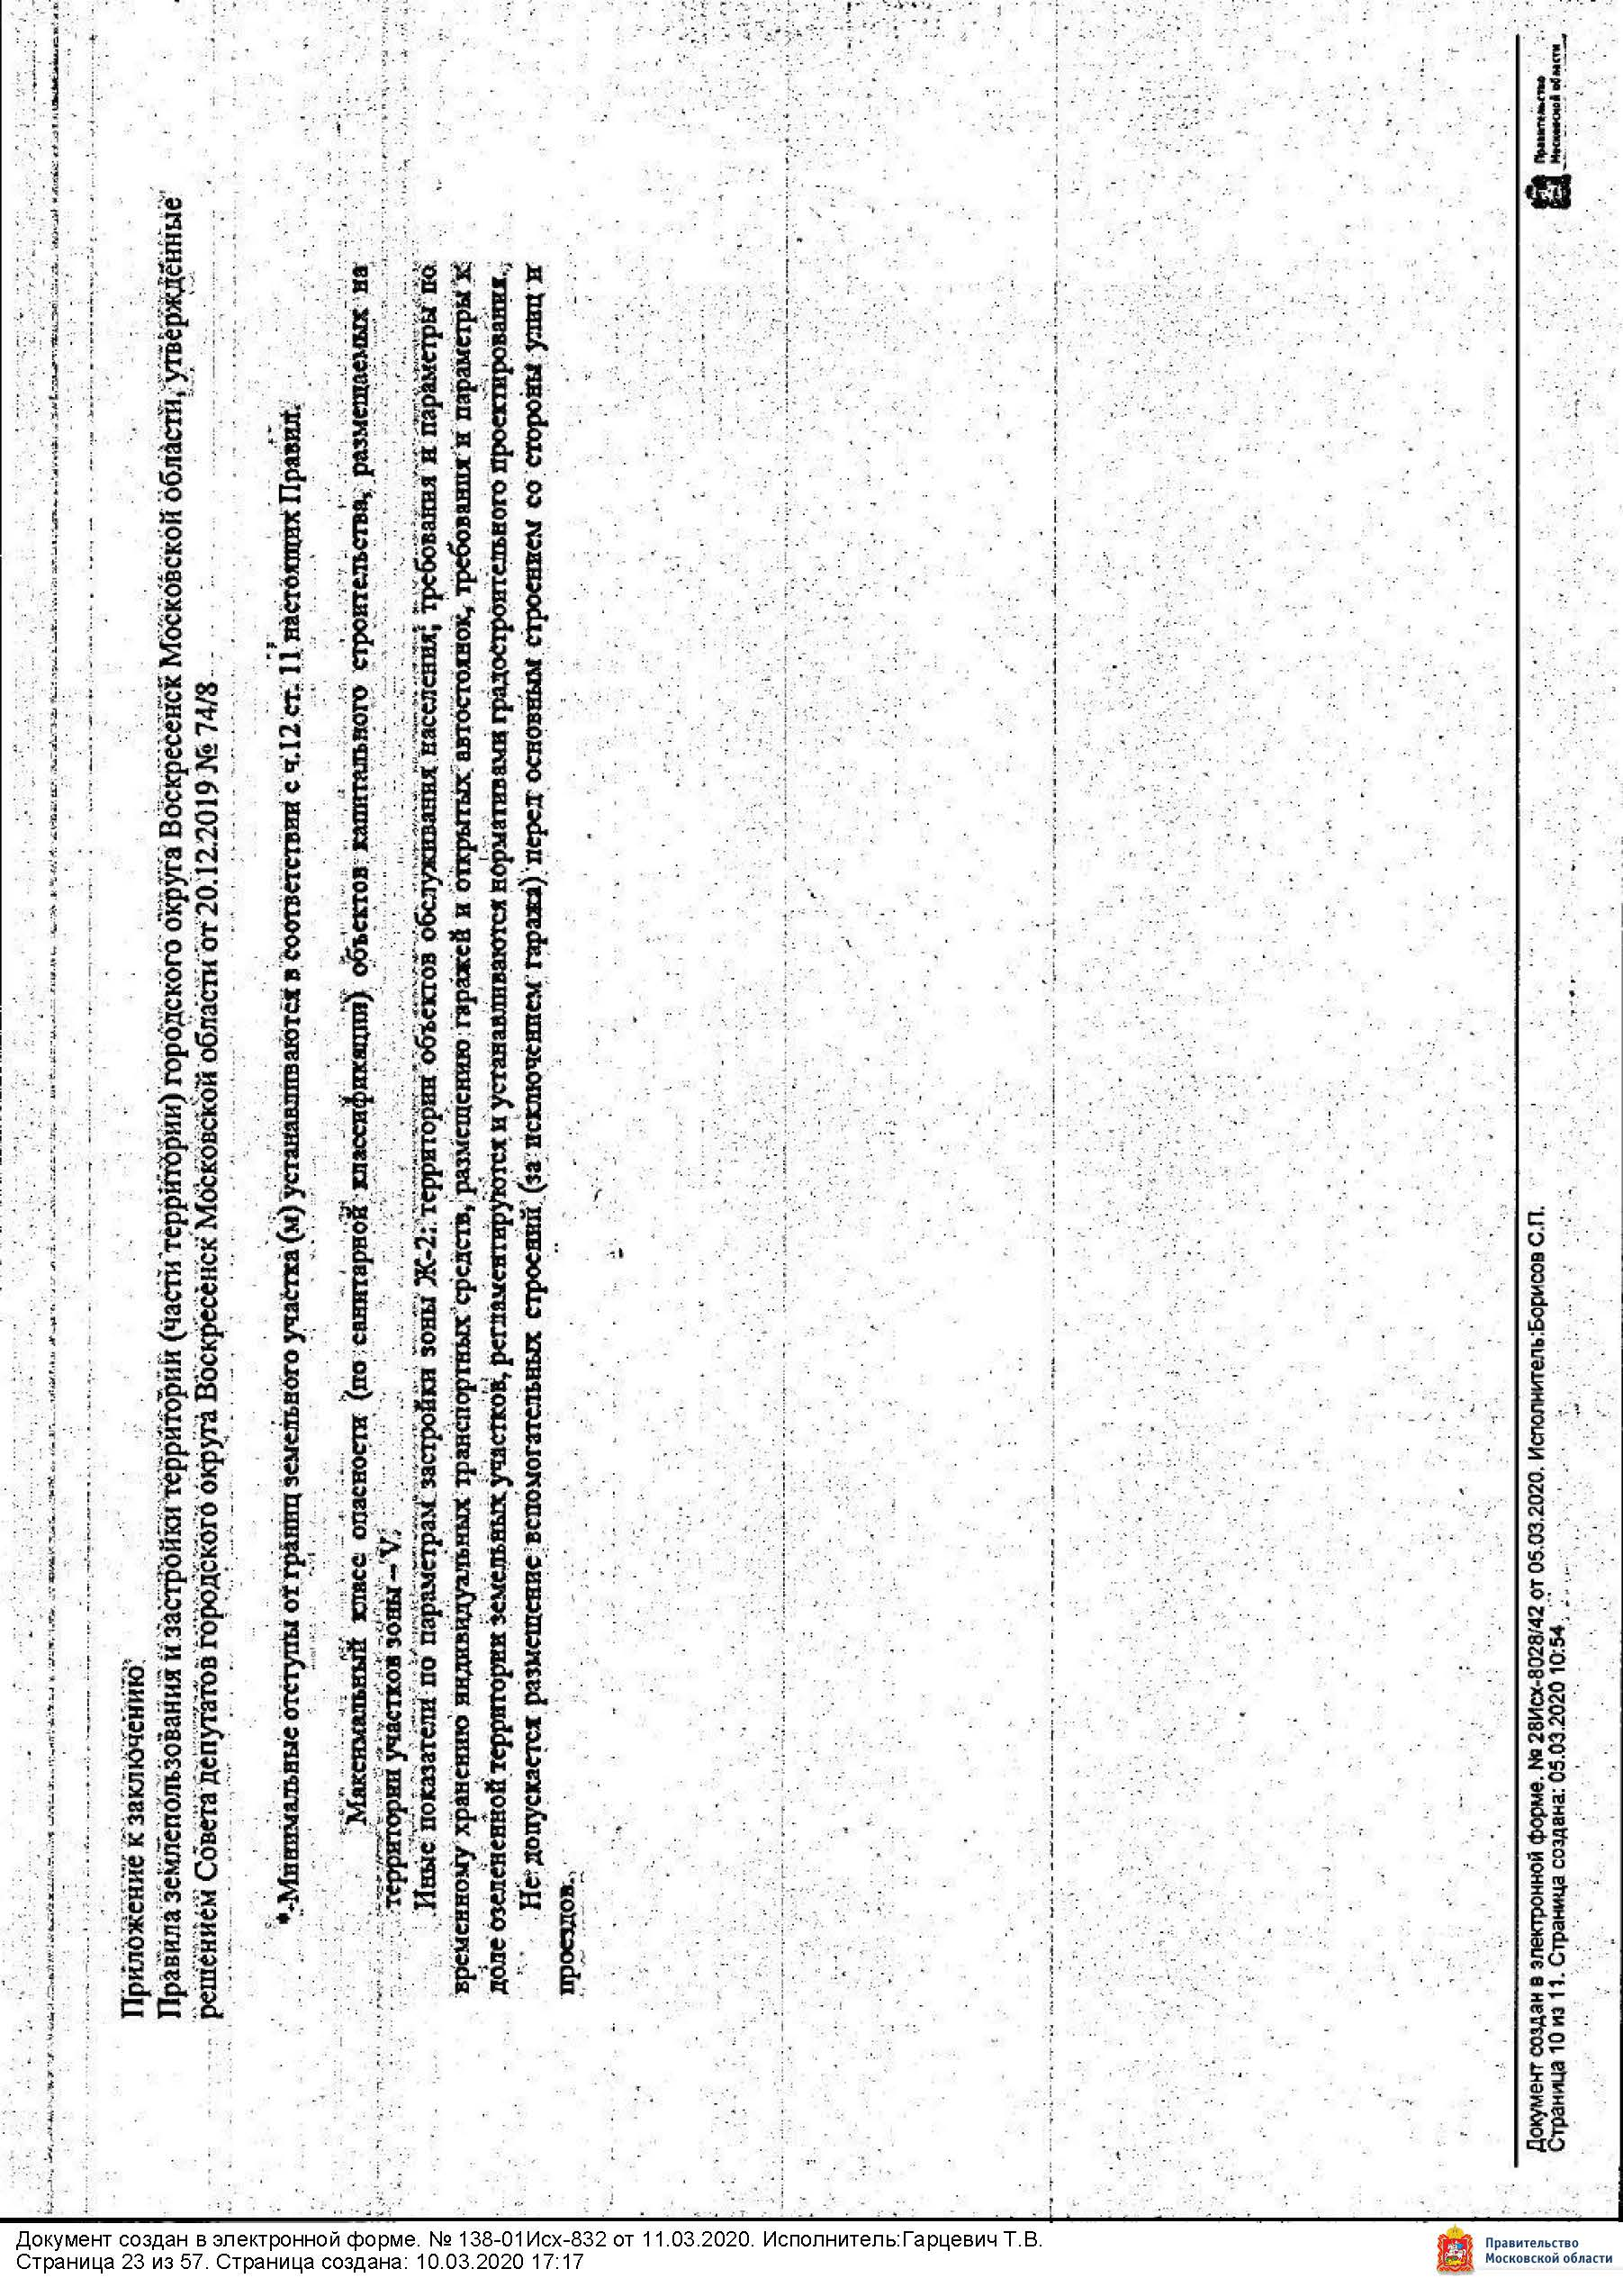 Приложение к заключению
Правила землепользования и застройки территории (части территории) городского округа Воскресенск Московской области, утверждённые
решением Совета депутатов городского округа Воскресенск Московской области от 20.12.2019 № 74/8
*-Минимальные отступы от границ земельного участка (м) устанавливаются в соответствии с ч.12 ст. 11 настоящих Правил.
Максимальный класс опасности (по санитарной классификации) объектов капитального строительства, размещаемых на
территории участков зоны – V.
Иные показатели по параметрам застройки зоны Ж-2: территории объектов обслуживания населения; требования и параметры по
временному хранению индивидуальных транспортных средств, размещению гаражей и открытых автостоянок, требования и параметры к
доле озелененной территории земельных участков, регламентируются и устанавливаются нормативами градостроительного проектирования.
Не допускается размещение вспомогательных строений (за исключением гаража) перед основным строением со стороны улиц и
проездов.
Документ создан в электронной форме. № 28Исх-8028/42 от 05.03.2020. Исполнитель:Борисов С.П.
Страница 10 из 11. Страница создана: 05.03.2020 10:54
Правительство
Московской области
Документ создан в электронной форме. № 138-01Исх-832 от 11.03.2020. Исполнитель:Гарцевич Т.В.
Страница 23 из 57. Страница создана: 10.03.2020 17:17
Правительство
Московской области